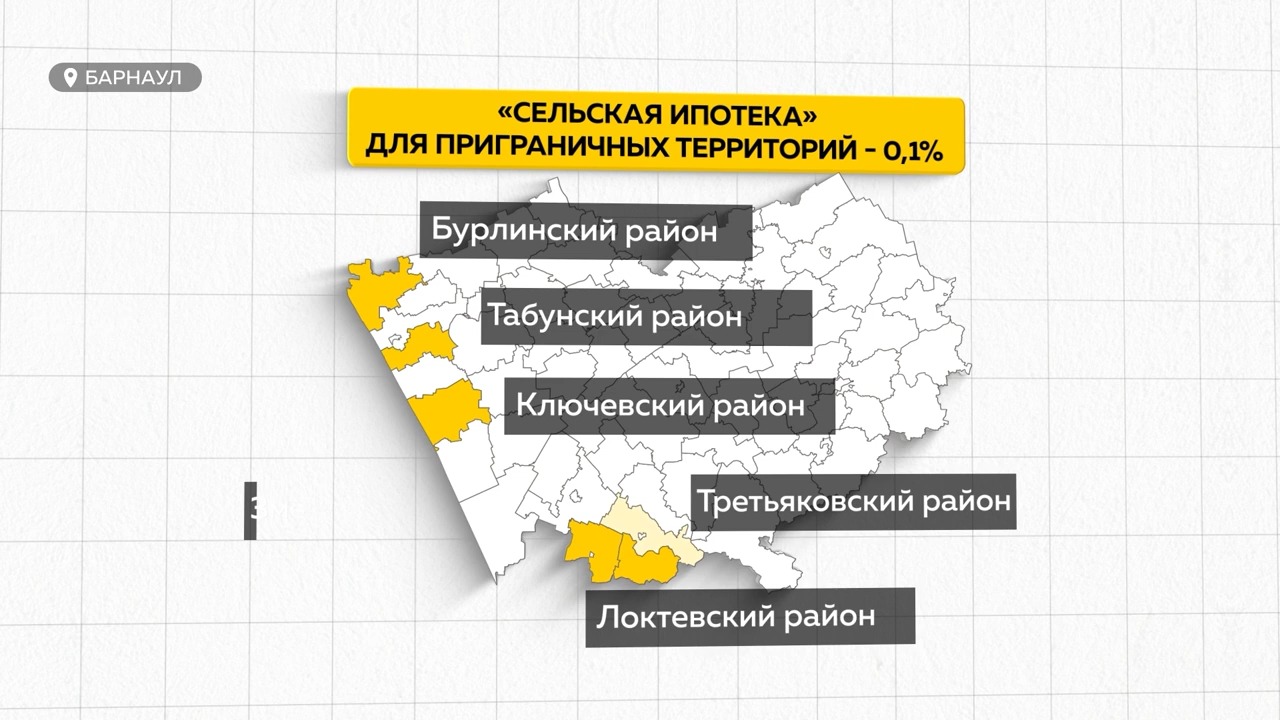 БАРНАУЛ
«СЕЛЬСКАЯ ИПОТЕКА»
ДЛЯ ПРИГРАНИЧНЫХ ТЕРРИТОРИЙ - 0,1%
Бурлинский район
Табунский район
Ключевский район
Третьяковский район
Локтевский район